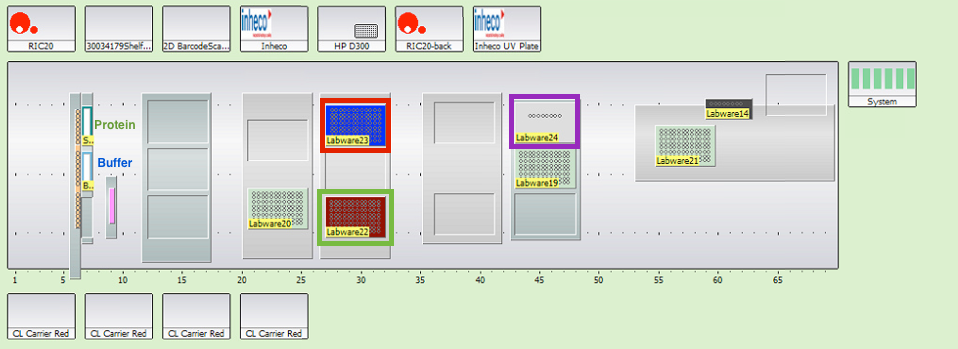 RIC20
30034179Shelf...
2D BarcodeSca...
inheco
Inheco
HP D300
RIC20-back
inheco
Inheco UV Plate
System
Protein
S...
Buffer
B...
Labware20
Labware23
Labware22
Labware24
Labware19
Labware14
Labware21
1
5
10
15
20
25
30
35
40
45
50
55
60
65
CL Carrier Red
CL Carrier Red
CL Carrier Red
CL Carrier Red